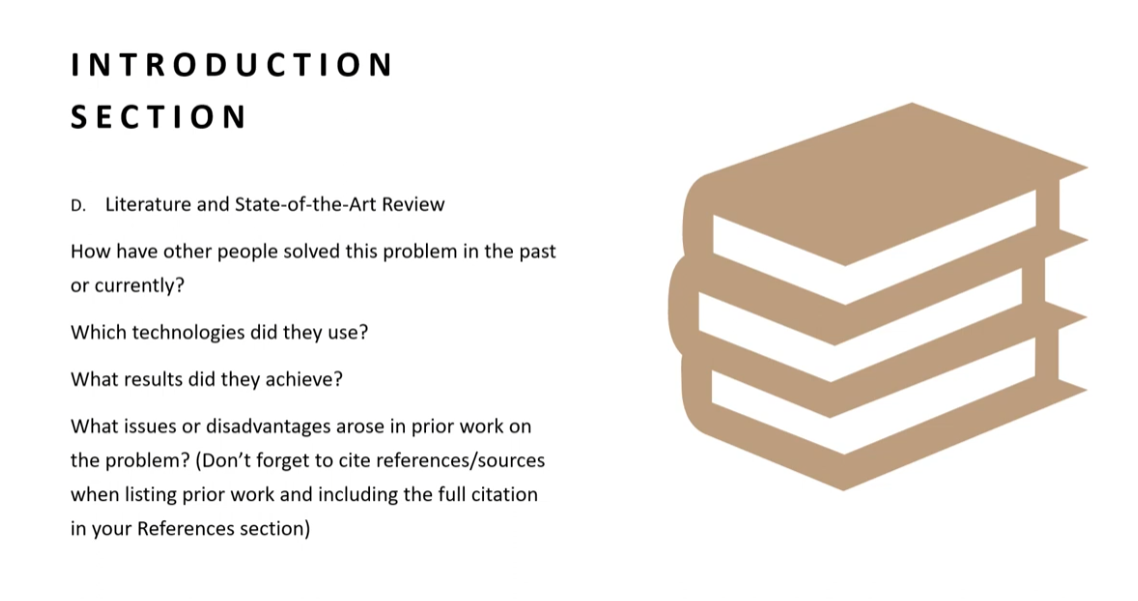 INTRODUCTION
SECTION
D. Literature and State-of-the-Art Review
How have other people solved this problem in the past
or currently?
Which technologies did they use?
What results did they achieve?
What issues or disadvantages arose in prior work on
the problem? (Don’t forget to cite references/sources
when listing prior work and including the full citation
in your References section)